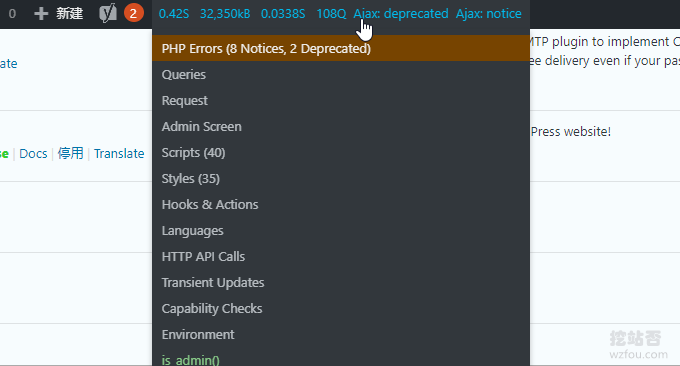 0 新建 2 0.42S 32,350kB 0.0338S 108Q Ajax: deprecated Ajax: notice
PHP Errors (8 Notices, 2 Deprecated)
MTP plugin to implement C
ate
ee delivery even if your pas
Queries
Request
Admin Screen
Press website!
se | Docs | 停用 | Translate
Scripts (40)
Styles (35)
Hooks & Actions
Languages
HTTP API Calls
Transient Updates
Capability Checks
Environment
is_admin()
挖站否
wzfou.com